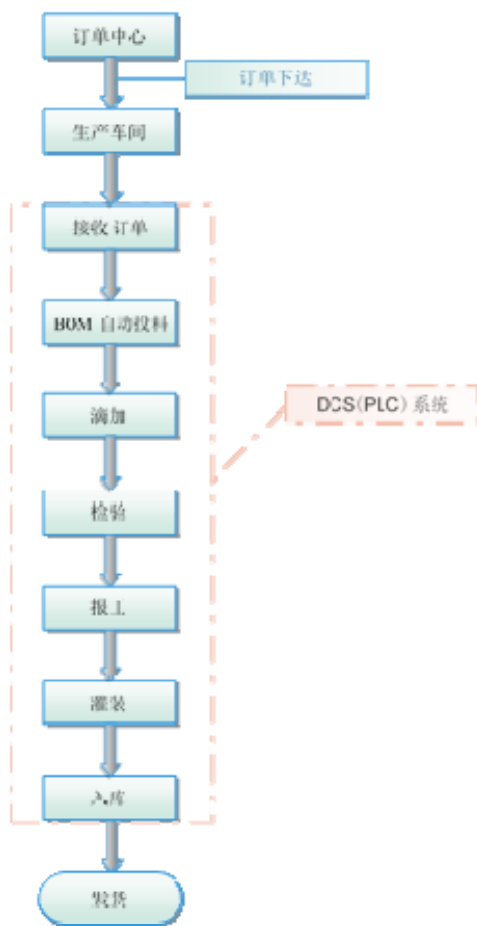 订单中心
订单下达
生产车间
接收订单
BOM 自动投料
滴加
DCS(PLC) 系统
检验
报工
灌装
入库
发货